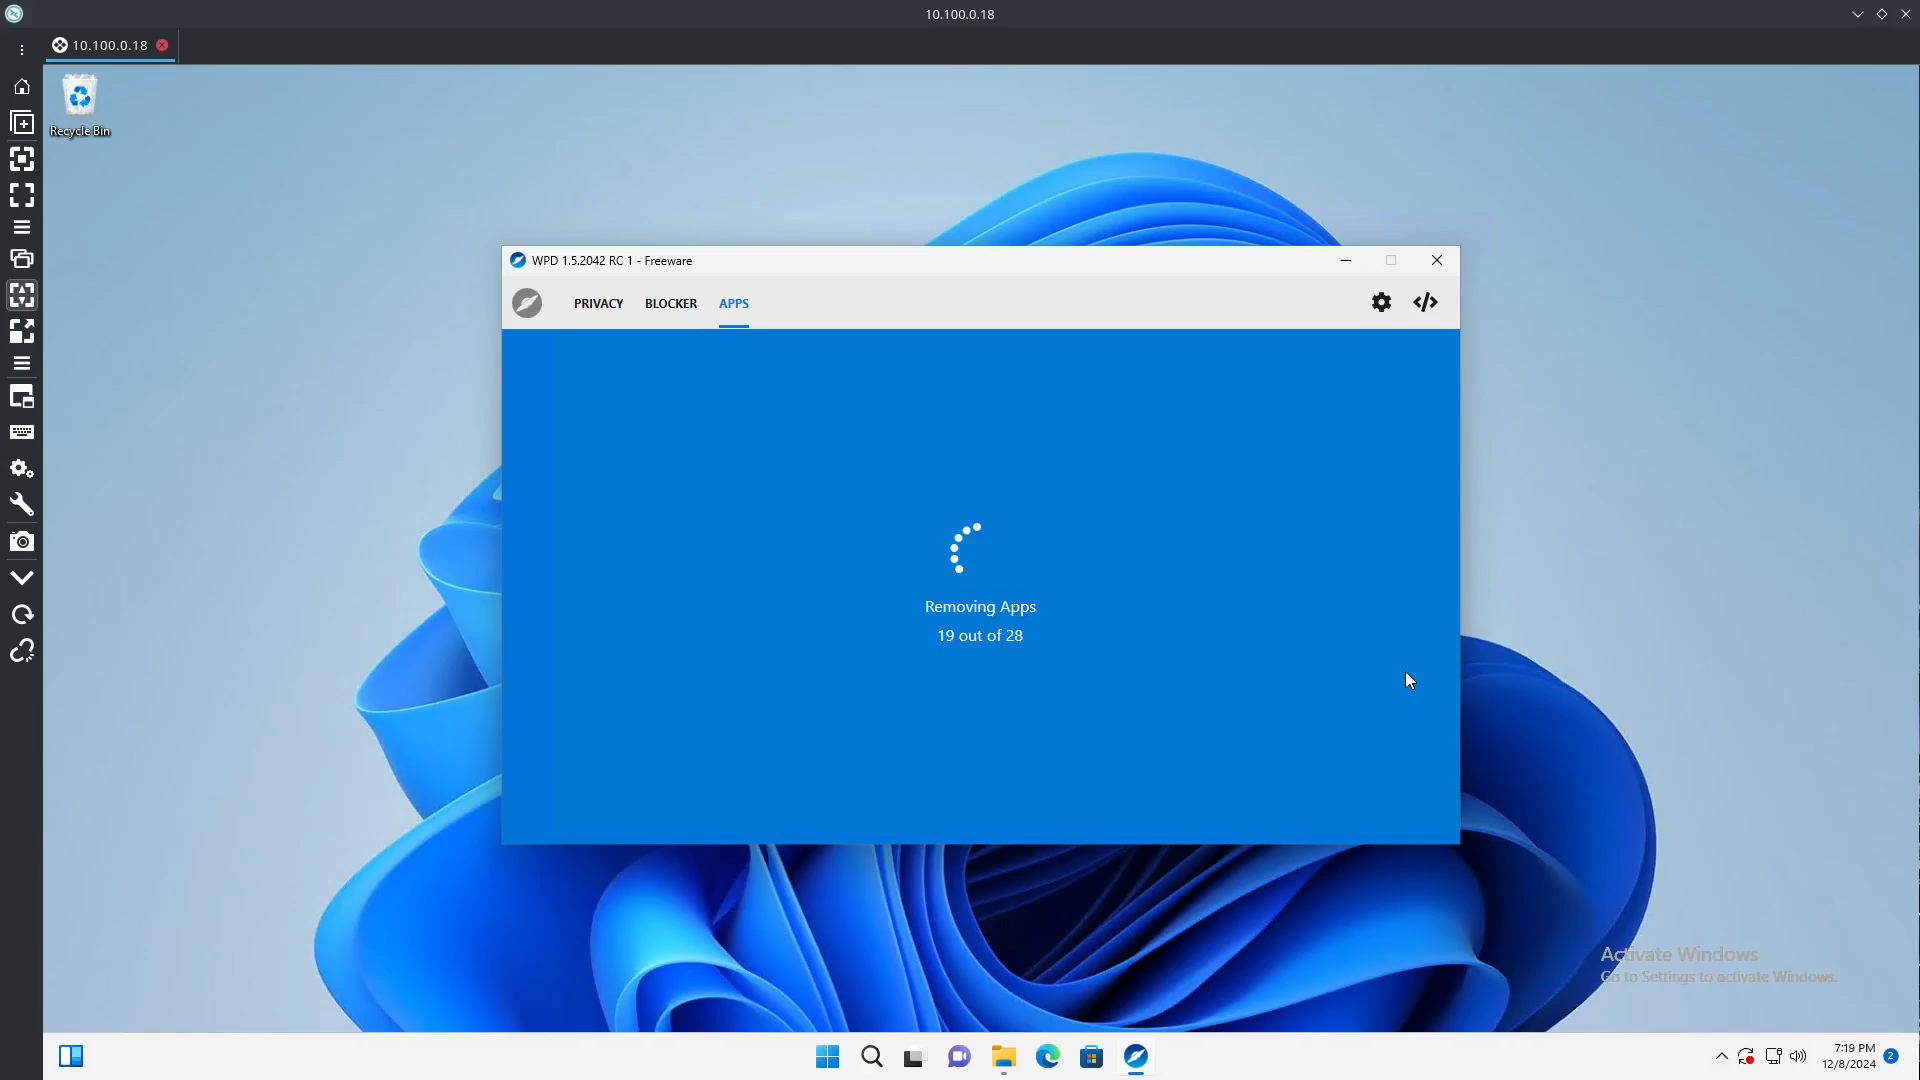 10.100.0.18
10.100.0.18
Recycle Bin
WPD 1.5.2042 RC 1 - Freeware
PRIVACY BLOCKER APPS
Removing Apps
19 out of 28
Activate Windows
Go to Settings to activate Windows.
7:19 PM
12/8/2024
2